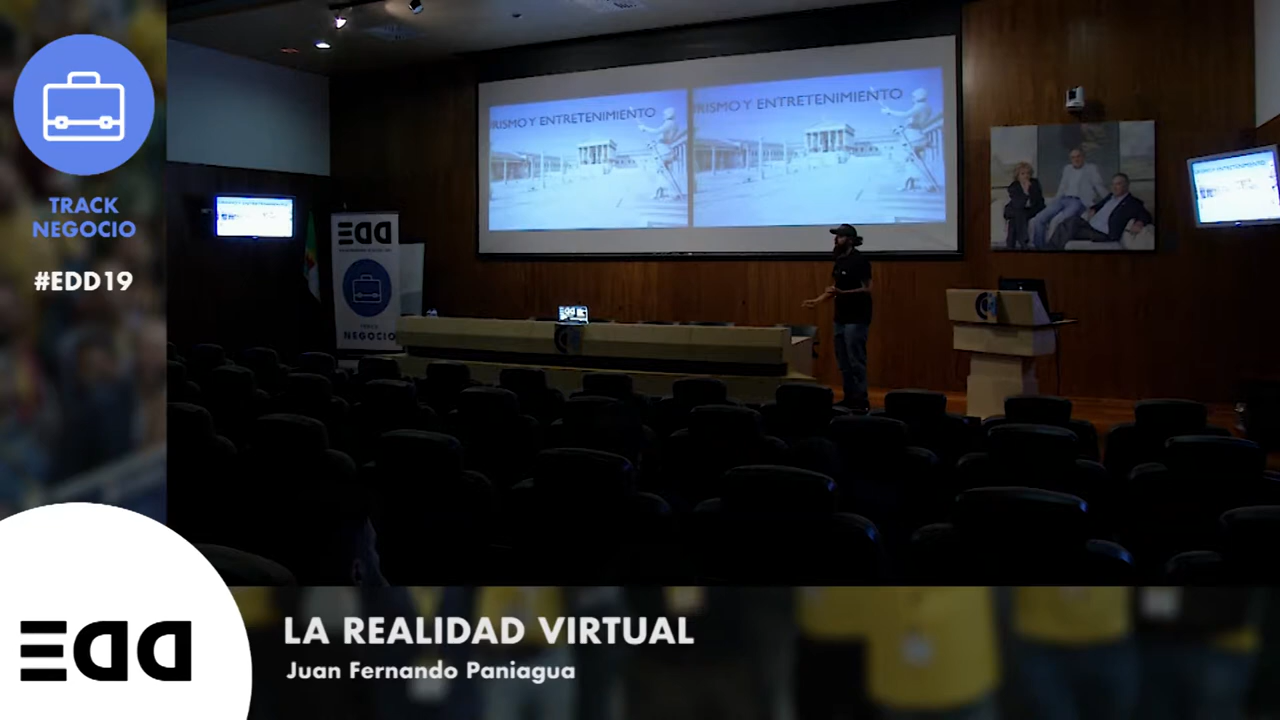 TRACK
NEGOCIO
#EDD19
RISMO Y ENTRETENIMIENTO
RISMO Y ENTRETENIMIENTO
EDD
NEGOCIO
EDD
LA REALIDAD VIRTUAL
Juan Fernando Paniagua